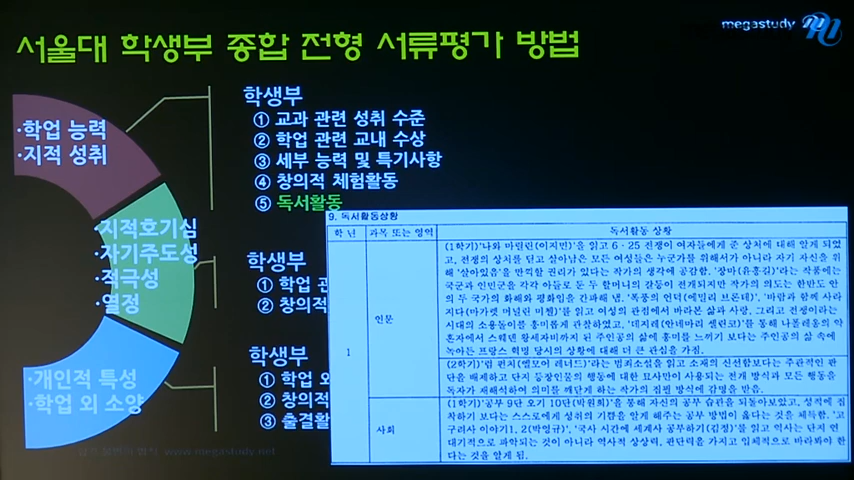 megastudy
서울대 학생부 종합 전형 서류평가 방법
·학업 능력
·지적 성취
·지적호기심
·자기주도성
·적극성
·열정
·개인적 특성
·학업 외 소양
학생부
① 교과 관련 성취 수준
② 학업 관련 교내 수상
③ 세부 능력 및 특기사항
④ 창의적 체험활동
⑤ 독서활동
학생부
① 학업 관
② 창의적
학생부
① 학업 외
② 창의적
③ 출결활
9. 독서활동상황
학 년 과목 또는 영역 독서활동 상황
1
인문
(1학기)'나와 마릴린(이지민)'을 읽고 6·25 전쟁이 여자들에게 준 상처에 대해 알게 되었
고, 전쟁의 상처를 딛고 살아남은 모든 여성들은 누군가를 위해서가 아니라 자기 자신을 위
해 '살아있음'을 만끽할 권리가 있다는 작가의 생각에 공감함. '장마(윤흥길)'라는 작품에는
국군과 인민군을 각각 아들로 둔 두 할머니의 갈등이 전개되지만 작가의 의도는 한반도 안
의 두 국가의 화해와 평화임을 간파해 냄. '폭풍의 언덕(에밀리 브론테)', '바람과 함께 사라
지다(마가렛 머널린 미첼)'를 읽고 여성의 관점에서 바라본 삶과 사랑, 그리고 전쟁이라는
시대의 소용돌이를 흥미롭게 관찰하였고, '데지레(안네마리 셀린코)'를 통해 나폴레옹의 약
혼자에서 스웨덴 황세자비까지 된 주인공의 삶에 흥미를 느끼기 보다는 주인공의 삶 속에
녹아든 프랑스 혁명 당시의 상황에 대해 더 큰 관심을 가짐.
(2학기)'럼 펀치(엘모어 레너드)'라는 범죄소설을 읽고 소재의 신선함보다는 주관적인 판
단을 배제하고 단지 등장인물의 행동에 대한 묘사만이 사용되는 전개 방식과 모든 행동을
독자가 재해석하여 의미를 깨닫게 하는 작가의 집필 방식에 감명을 받음.
사회
(1학기)'공부 9단 오기 10단(박원희)'을 통해 자신의 공부 습관을 되돌아보았고, 성적에 집
착하기 보다는 스스로에게 성취의 기쁨을 알게 해주는 공부 방법이 옳다는 것을 체득함. '고
구려사 이야기1, 2(박영규)', '국사 시간에 세계사 공부하기(김정)'를 읽고 역사는 단지 연
대기적으로 파악되는 것이 아니라 역사적 상상력, 판단력을 가지고 입체적으로 바라봐야 한
다는 것을 알게 됨.
www.megastudy.net